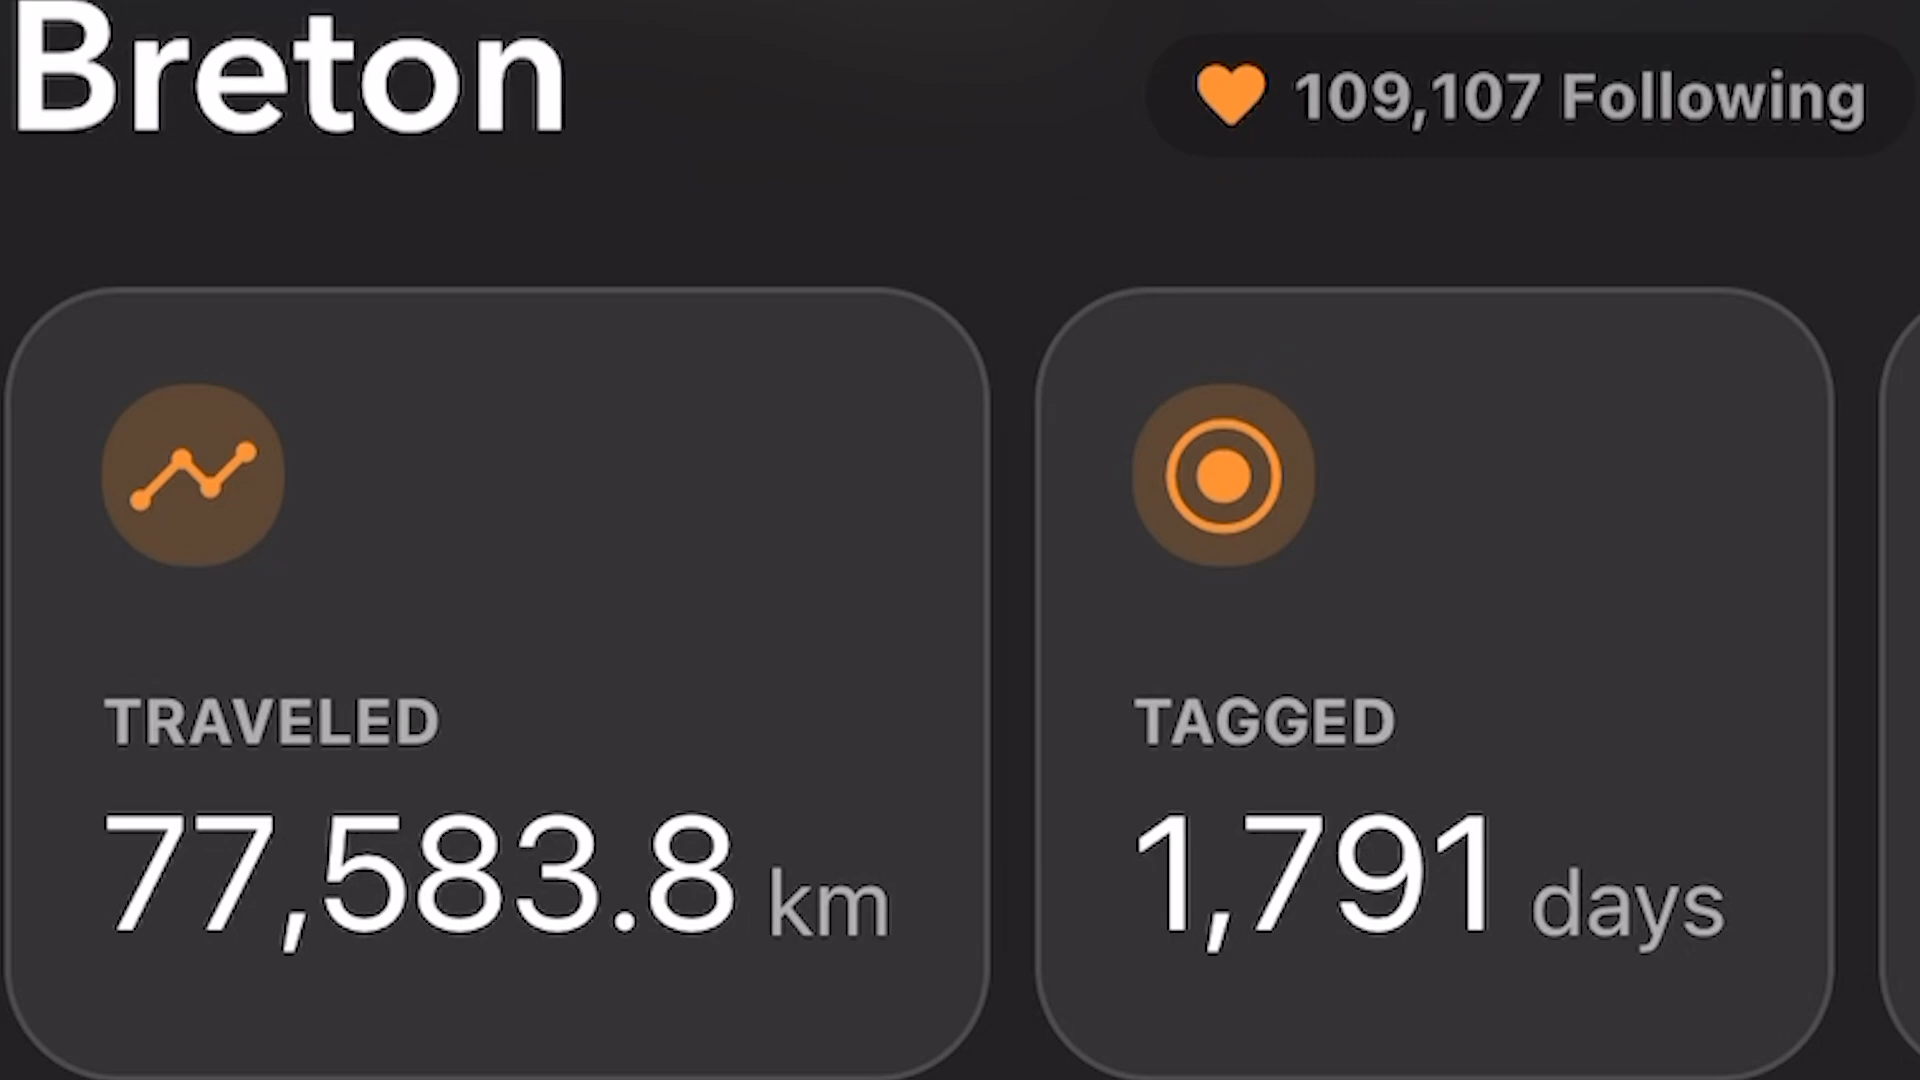 Breton
109,107 Following
TRAVELED
77,583.8 km
TAGGED
1,791 days